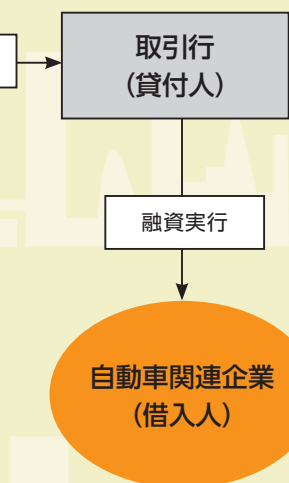 取引行
（貸付人）
融資実行
自動車関連企業
（借入人）